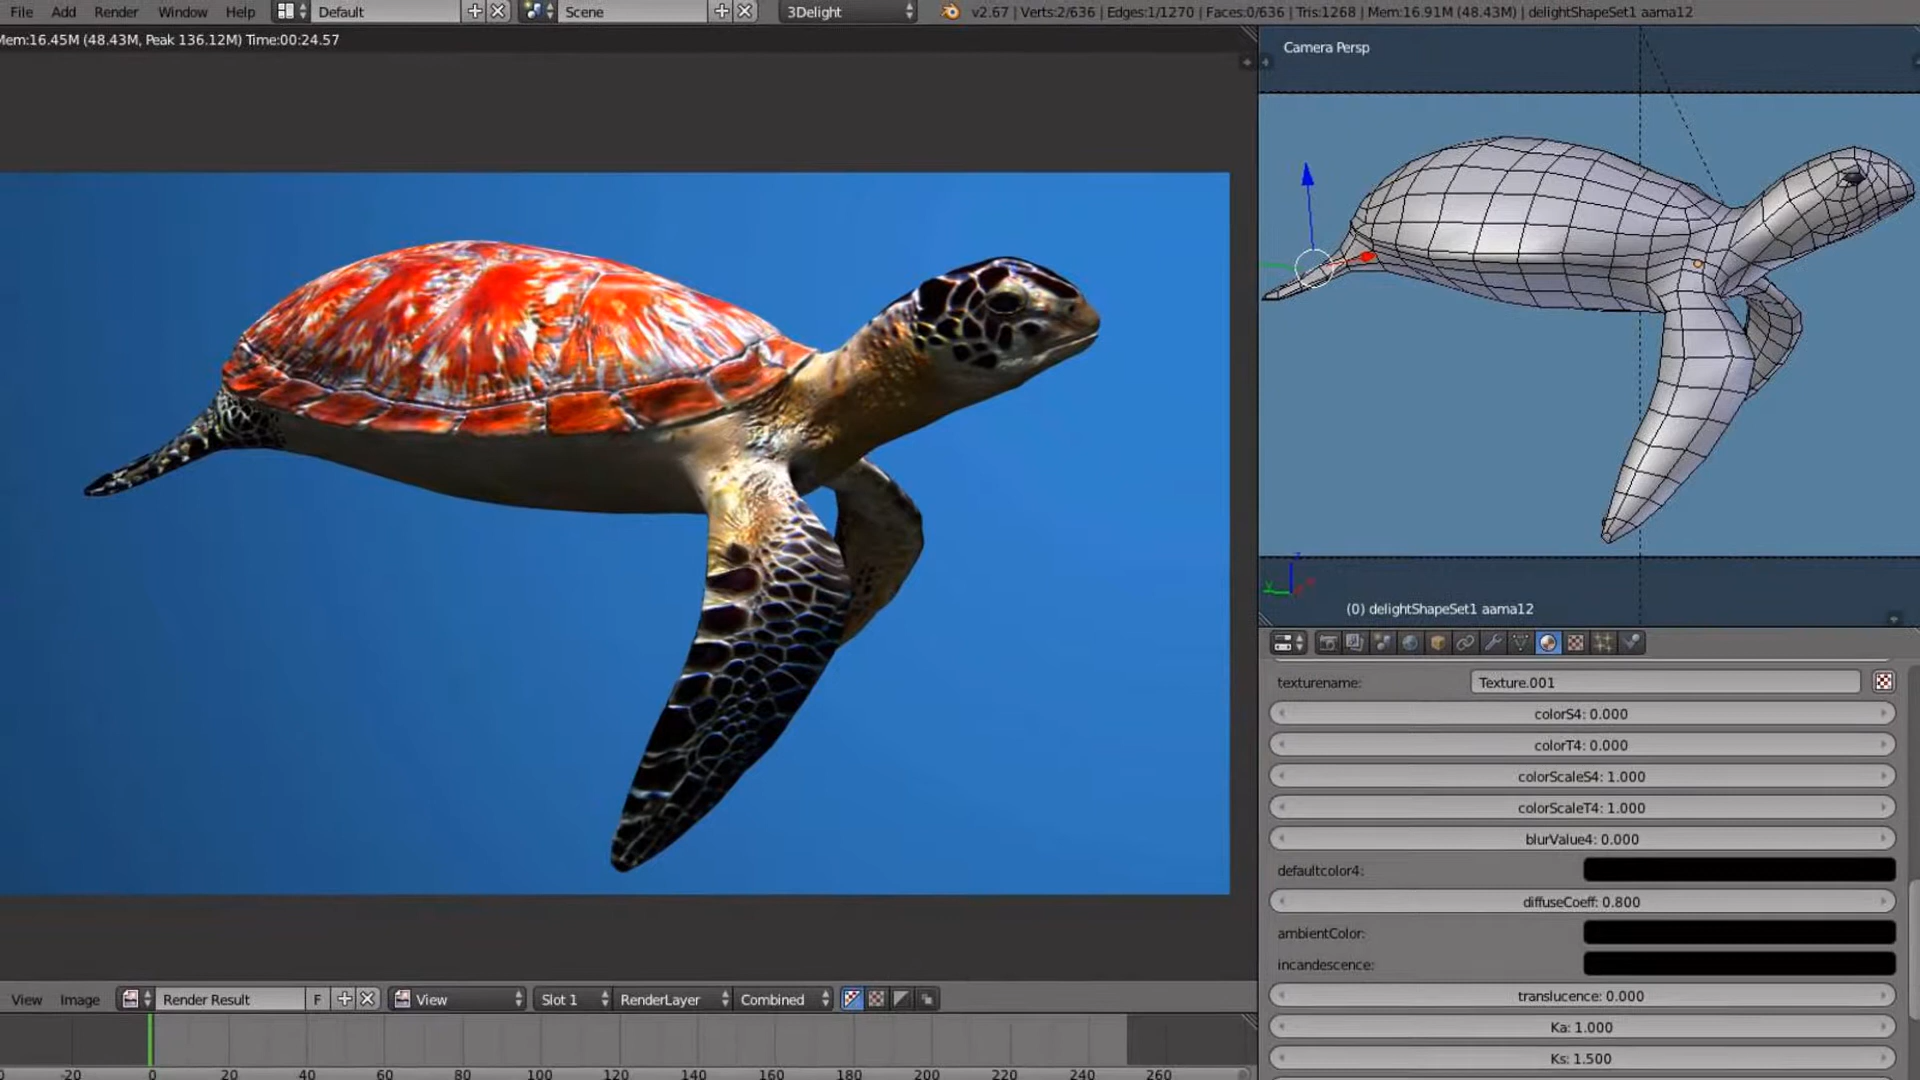 File Add Render Window Help Default Scene 3Delight v2.67 | Verts:2/636 | Edges:1/1270 | Faces:0/636 | Tris:1268 | Mem:16.91M (48.43M) | delightShapeSet1 aama12
Mem:16.45M (48.43M, Peak 136.12M) Time:00:24.57
Camera Persp
(0) delightShapeSet1 aama12
texturename: Texture.001
colorS4: 0.000
colorT4: 0.000
colorScaleS4: 1.000
colorScaleT4: 1.000
blurValue4: 0.000
defaultcolor4:
diffuseCoeff: 0.800
ambientColor:
incandescence:
translucence: 0.000
Ka: 1.000
Ks: 1.500
View Image Render Result F View Slot 1 RenderLayer Combined
-20 0 20 40 60 80 100 120 140 160 180 200 220 240 260